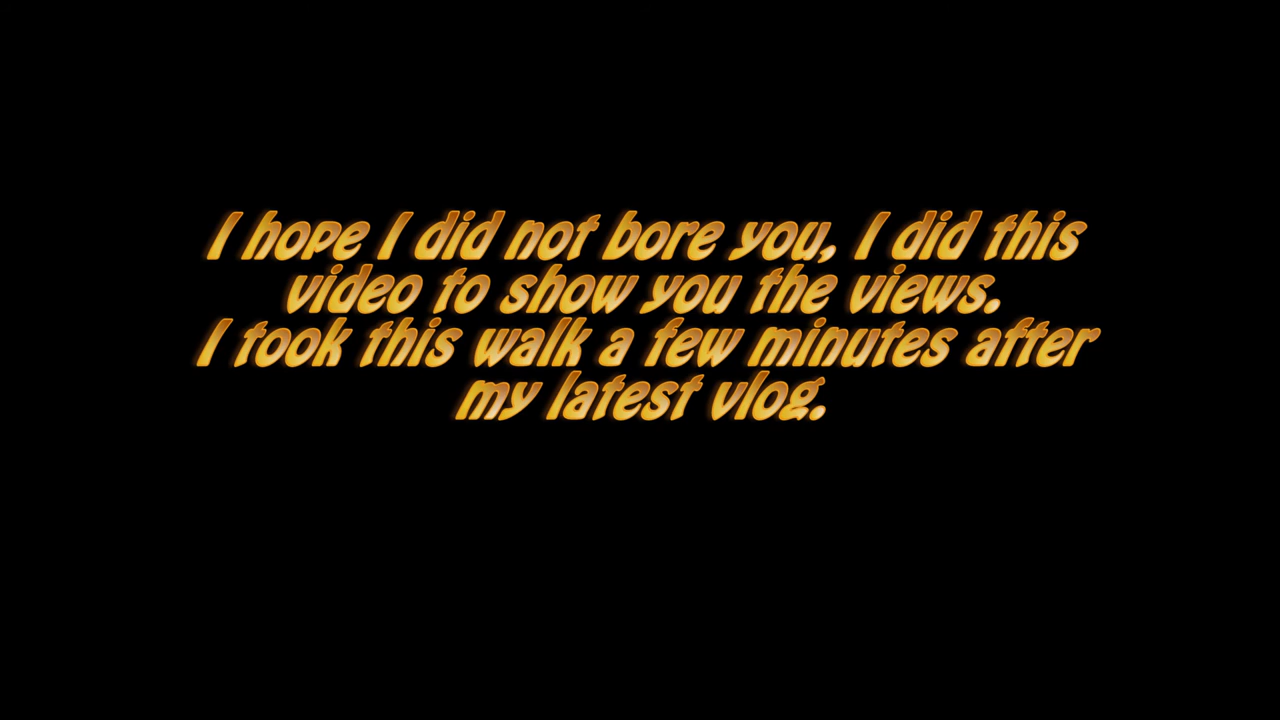 I hope I did not bore you, I did this
video to show you the views.
I took this walk a few minutes after
my latest vlog.